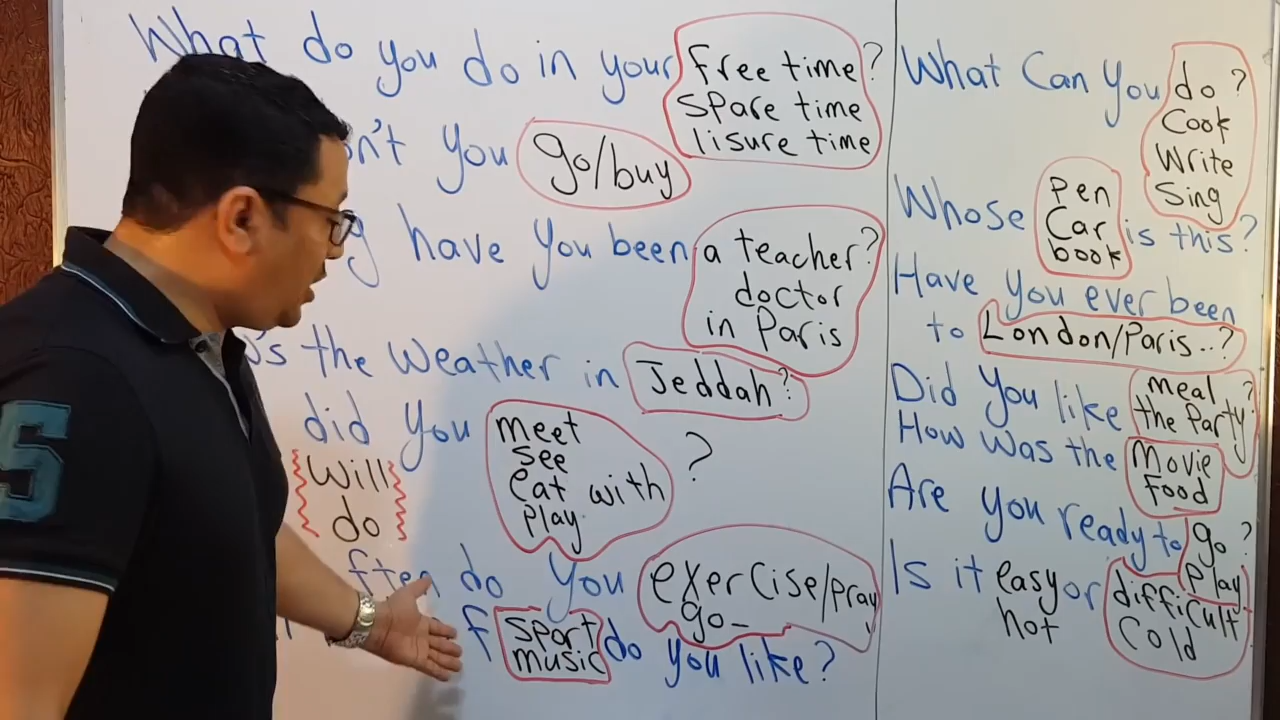 What do you do in your free time?
spare time
lisure time
n't you go/buy
have you been a teacher?
doctor
in Paris
's the weather in Jeddah?
did you meet
see
eat with
play
?
Will
do
ften do you exercise/pray
go-
f sport do you like?
music
What Can you do?
Cook
Write
Sing
Whose pen is this?
Car
book
Have you ever been
to London/Paris..?
Did you like meal?
the Party
How was the Movie
food
Are you ready to go?
play
Is it easy or difficult
hot
Cold
5